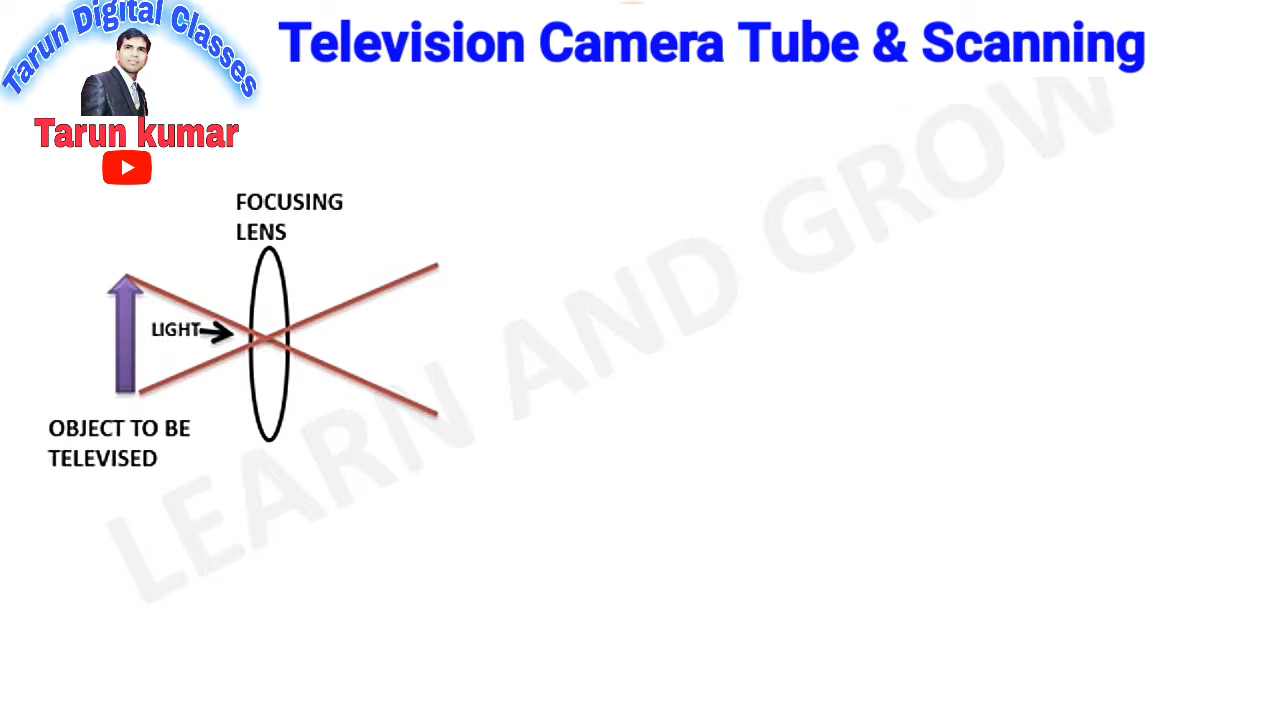 Tarun Digital Classes
Television Camera Tube & Scanning
Tarun kumar
FOCUSING
LENS
LIGHT
OBJECT TO BE
TELEVISED
LEARN AND GROW